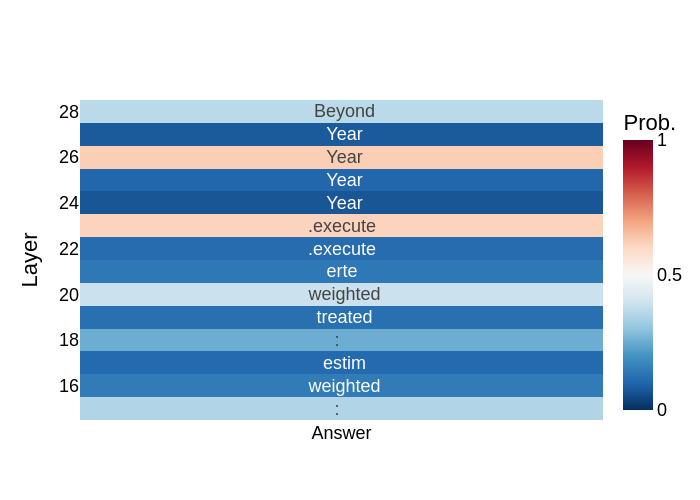 28 Beyond
Year
26 Year
Year
24 Year
.execute
22 .execute
erte
20 weighted
treated
18 :
estim
16 weighted
:
Answer
Layer
Prob.
1
0.5
0